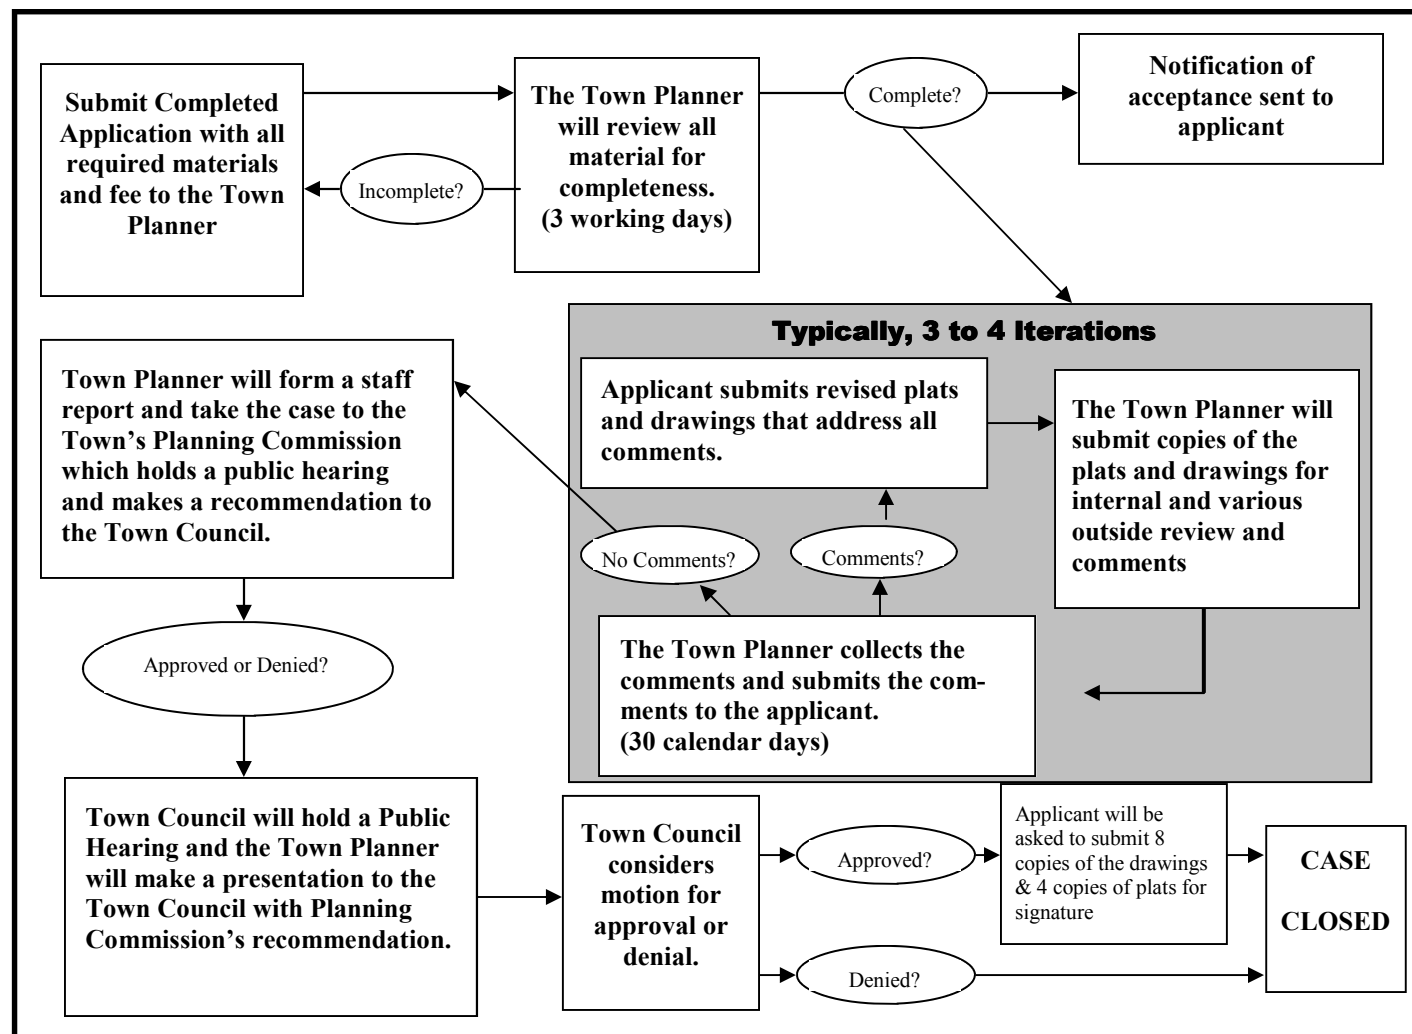 Submit Completed
Application with all
required materials
and fee to the Town
Planner
Incomplete?
The Town Planner
will review all
material for
completeness.
(3 working days)
Complete?
Notification of
acceptance sent to
applicant
Typically, 3 to 4 Iterations
Applicant submits revised plats
and drawings that address all
comments.
The Town Planner will
submit copies of the
plats and drawings for
internal and various
outside review and
comments
No Comments?
Comments?
The Town Planner collects the
comments and submits the com-
ments to the applicant.
(30 calendar days)
Town Planner will form a staff
report and take the case to the
Town’s Planning Commission
which holds a public hearing
and makes a recommendation to
the Town Council.
Approved or Denied?
Town Council will hold a Public
Hearing and the Town Planner
will make a presentation to the
Town Council with Planning
Commission’s recommendation.
Town Council
considers
motion for
approval or
denial.
Approved?
Denied?
Applicant will be
asked to submit 8
copies of the drawings
& 4 copies of plats for
signature
CASE
CLOSED